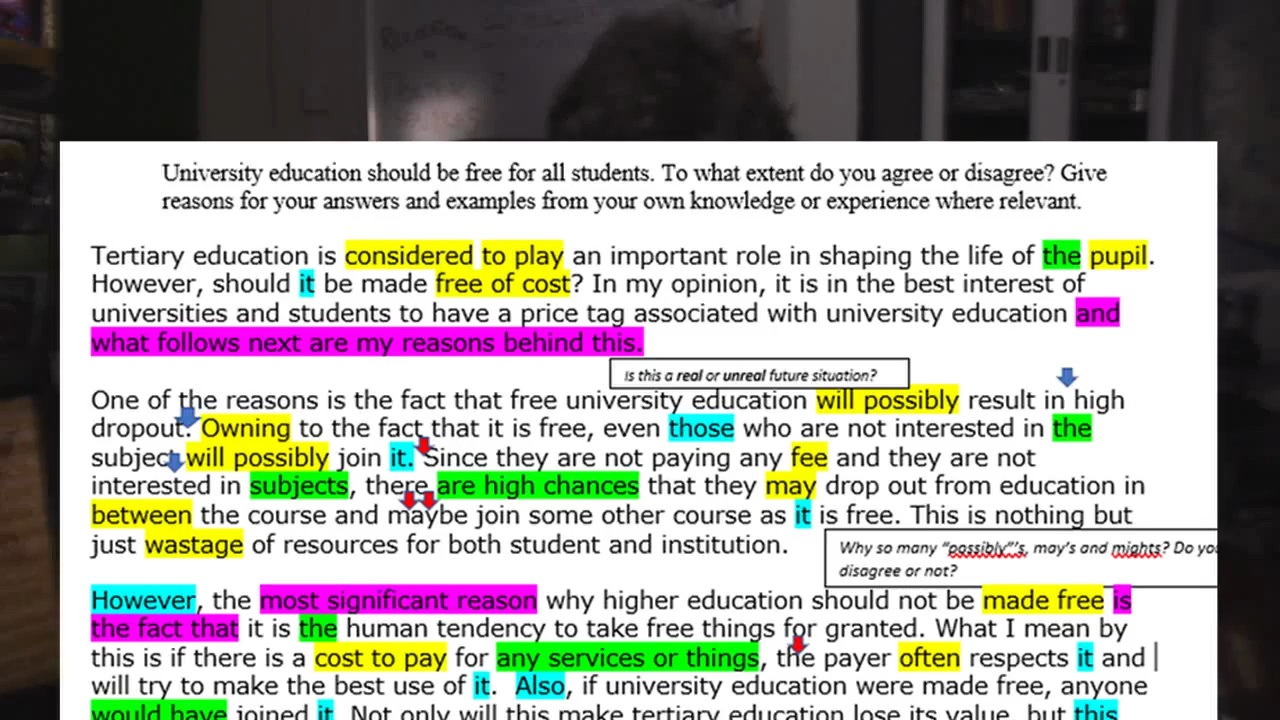 University education should be free for all students. To what extent do you agree or disagree? Give
reasons for your answers and examples from your own knowledge or experience where relevant.
Tertiary education is considered to play an important role in shaping the life of the pupil.
However, should it be made free of cost? In my opinion, it is in the best interest of
universities and students to have a price tag associated with university education and
what follows next are my reasons behind this.
Is this a real or unreal future situation?
One of the reasons is the fact that free university education will possibly result in high
dropout. Owning to the fact that it is free, even those who are not interested in the
subject will possibly join it. Since they are not paying any fee and they are not
interested in subjects, there are high chances that they may drop out from education in
between the course and maybe join some other course as it is free. This is nothing but
just wastage of resources for both student and institution.
Why so many "possibly"'s, may's and mights? Do you
disagree or not?
However, the most significant reason why higher education should not be made free is
the fact that it is the human tendency to take free things for granted. What I mean by
this is if there is a cost to pay for any services or things, the payer often respects it and
will try to make the best use of it. Also, if university education were made free, anyone
would have joined it. Not only will this make tertiary education lose its value, but this